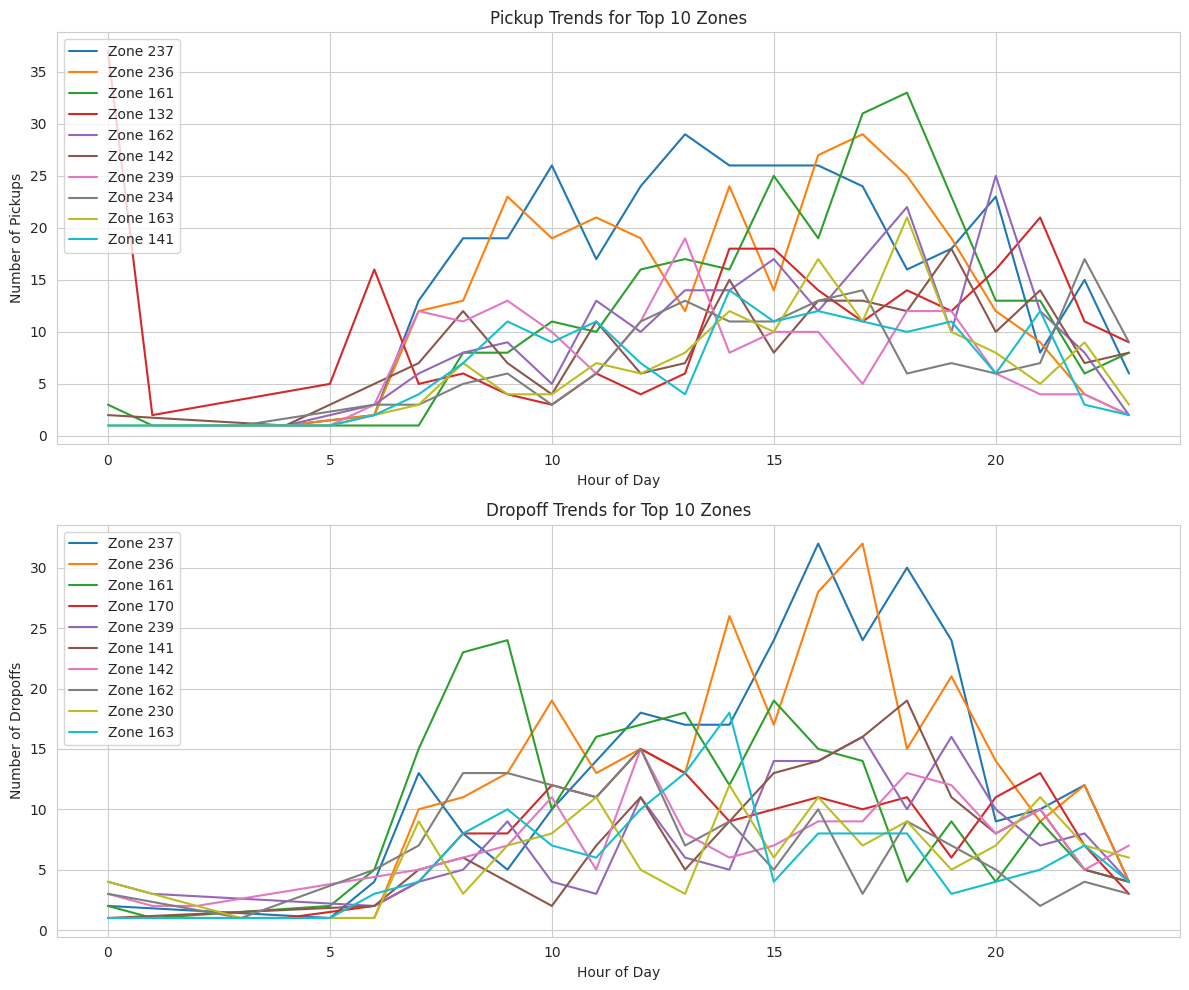 Pickup Trends for Top 10 Zones
Zone 237
Zone 236
Zone 161
Zone 132
Zone 162
Zone 142
Zone 239
Zone 234
Zone 163
Zone 141
Number of Pickups
35
30
25
20
15
10
5
0
0 5 10 15 20
Hour of Day
Dropoff Trends for Top 10 Zones
Zone 237
Zone 236
Zone 161
Zone 170
Zone 239
Zone 141
Zone 142
Zone 162
Zone 230
Zone 163
Number of Dropoffs
30
25
20
15
10
5
0
0 5 10 15 20
Hour of Day